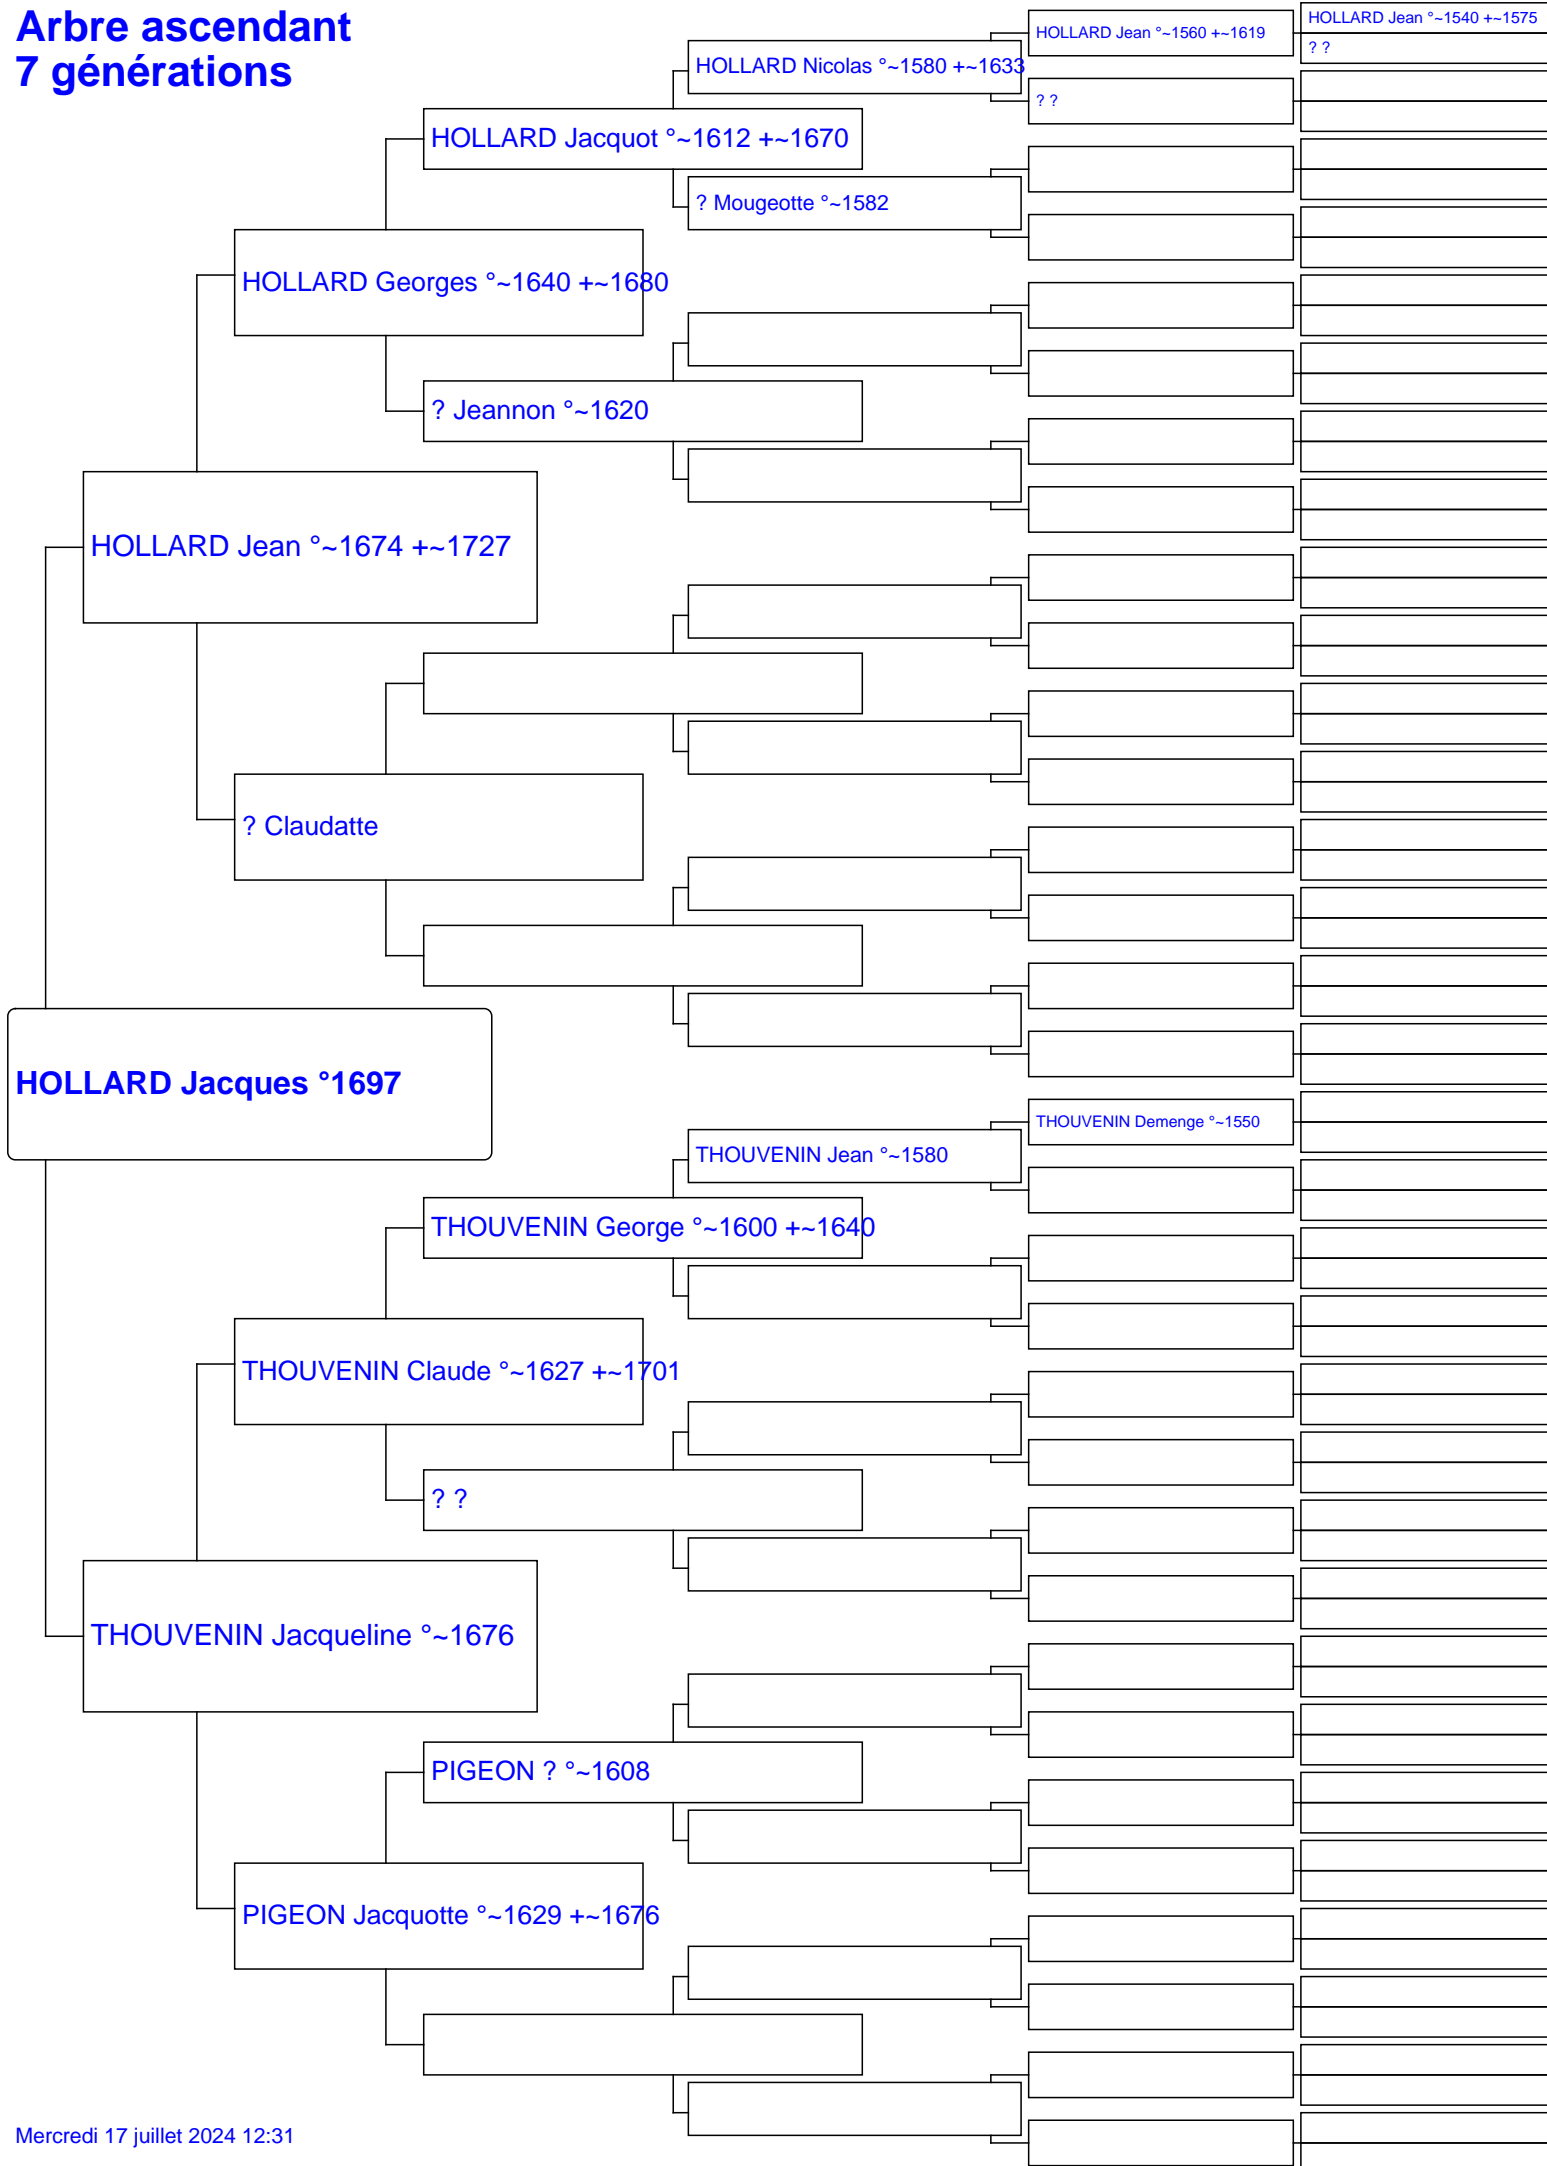 Arbre ascendant
7 générations
HOLLARD Jean °~1540 +~1575
? ?
HOLLARD Jean °~1560 +~1619
HOLLARD Nicolas °~1580 +~1633
? ?
HOLLARD Jacquot °~1612 +~1670
? Mougeotte °~1582
HOLLARD Georges °~1640 +~1680
? Jeannon °~1620
HOLLARD Jean °~1674 +~1727
? Claudatte
HOLLARD Jacques °1697
THOUVENIN Demenge °~1550
THOUVENIN Jean °~1580
THOUVENIN George °~1600 +~1640
THOUVENIN Claude °~1627 +~1701
? ?
THOUVENIN Jacqueline °~1676
PIGEON ? °~1608
PIGEON Jacquotte °~1629 +~1676
Mercredi 17 juillet 2024 12:31